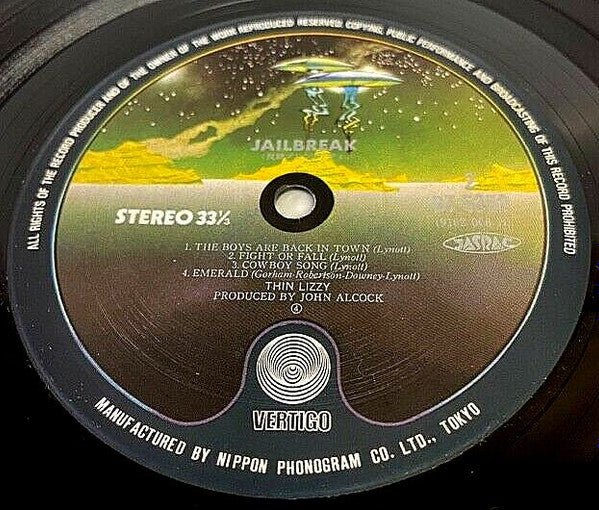 ALL RIGHTS OF THE RECORD PRODUCER AND OF THE OWNER OF THE WORK REPRODUCED RESERVED. COPYING, PUBLIC PERFORMANCE AND BROADCASTING OF THIS RECORD PROHIBITED
JAILBREAK
2
STEREO 33⅓
JASRAC
1. THE BOYS ARE BACK IN TOWN (Lynott)
2. FIGHT OR FALL (Lynott)
3. COWBOY SONG (Lynott)
4. EMERALD (Gorham-Robertson-Downey-Lynott)
THIN LIZZY
PRODUCED BY JOHN ALCOCK
④
VERTIGO
MANUFACTURED BY NIPPON PHONOGRAM CO. LTD., TOKYO